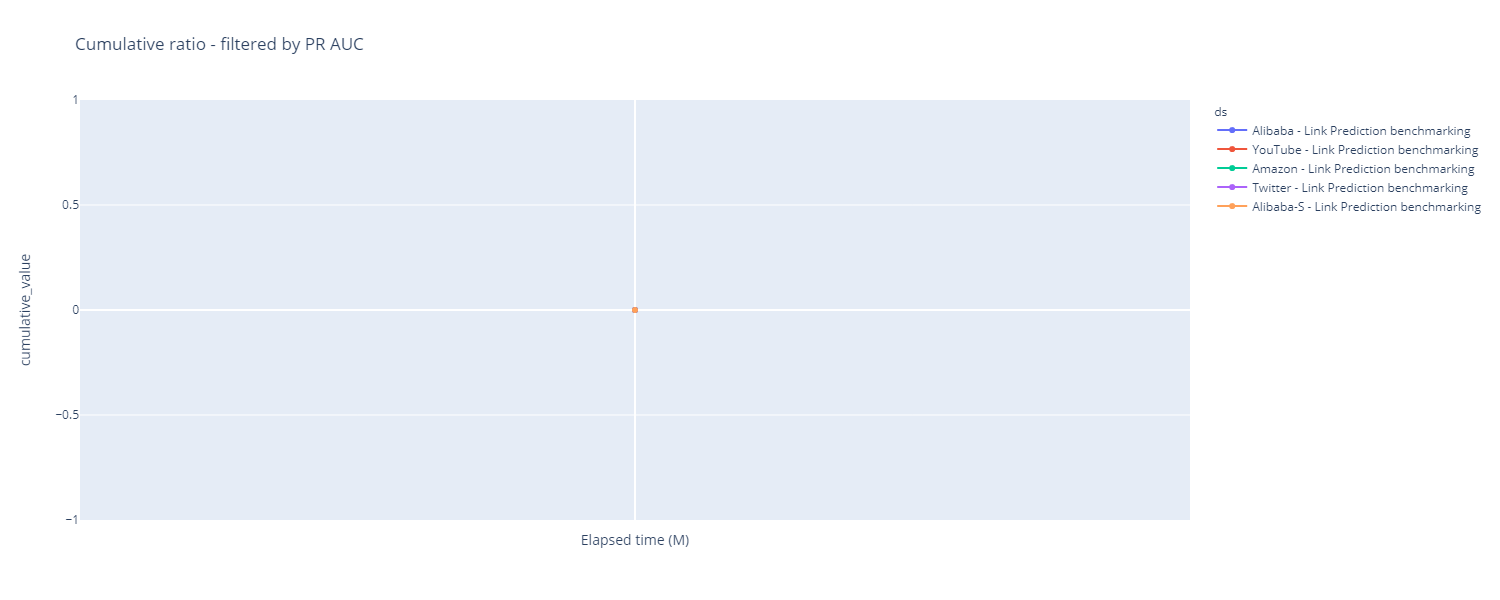 Cumulative ratio - filtered by PR AUC
1
0.5
0
−0.5
−1
cumulative_value
Elapsed time (M)
ds
Alibaba - Link Prediction benchmarking
YouTube - Link Prediction benchmarking
Amazon - Link Prediction benchmarking
Twitter - Link Prediction benchmarking
Alibaba-S - Link Prediction benchmarking